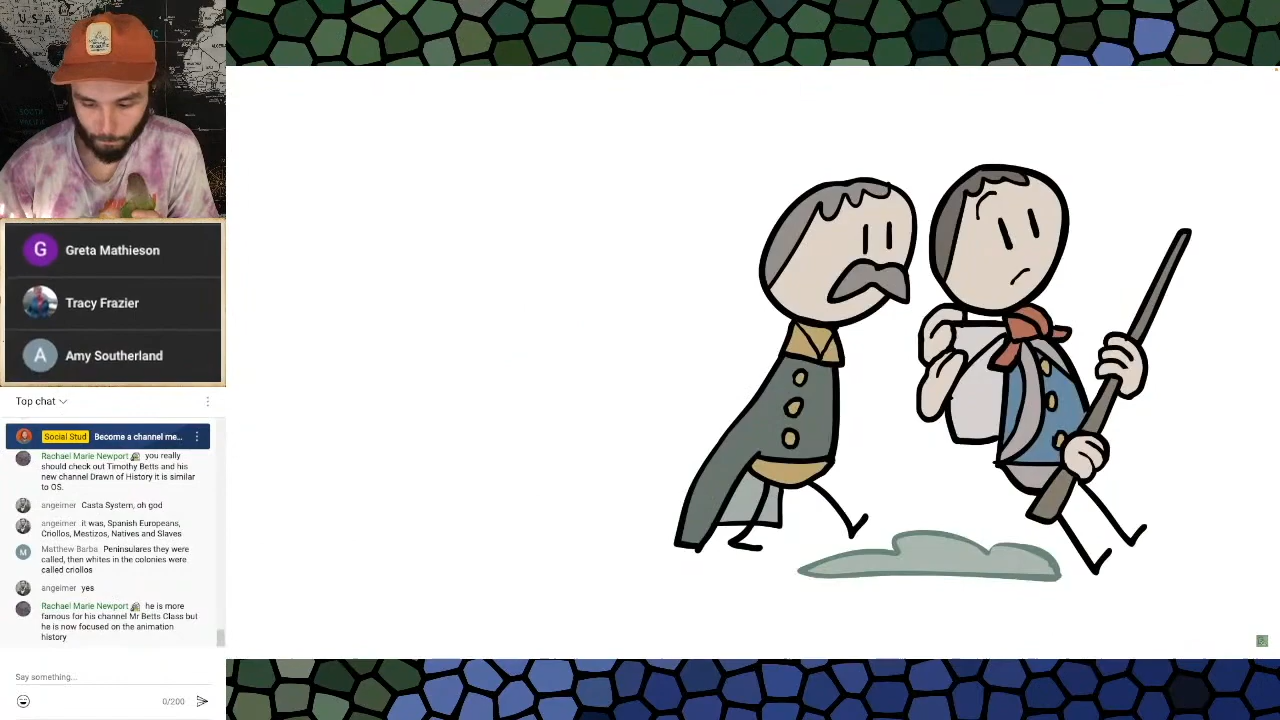 U.S.A.
SOUTH
PACIFIC
G Greta Mathieson
Tracy Frazier
A Amy Southerland
Top chat
Social Stud Become a channel me...
Rachael Marie Newport you really
should check out Timothy Betts and his
new channel Drawn of History it is similar
to OS.
angeimer Casta System, oh god
angeimer it was, Spanish Europeans,
Criollos, Mestizos, Natives and Slaves
M Matthew Barba Peninsulares they were
called, then whites in the colonies were
called criollos
angeimer yes
Rachael Marie Newport he is more
famous for his channel Mr Betts Class but
he is now focused on the animation
history
Say something...
0/200